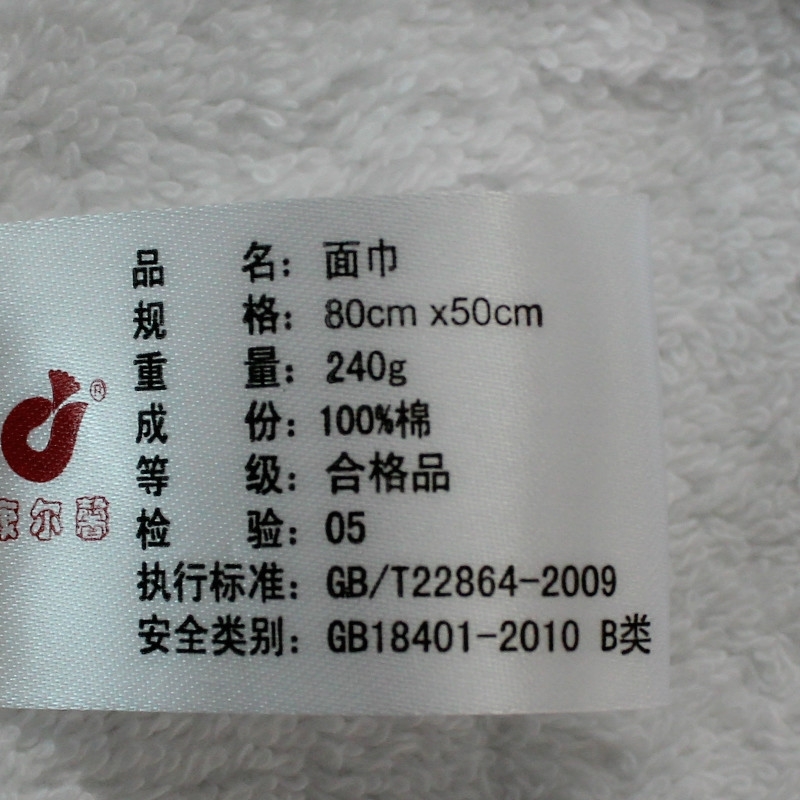 品 名：面巾
规 格：80cm x50cm
重 量：240g
成 份：100%棉
等 级：合格品
检 验：05
执行标准：GB/T22864-2009
安全类别：GB18401-2010 B类
®
尔馨